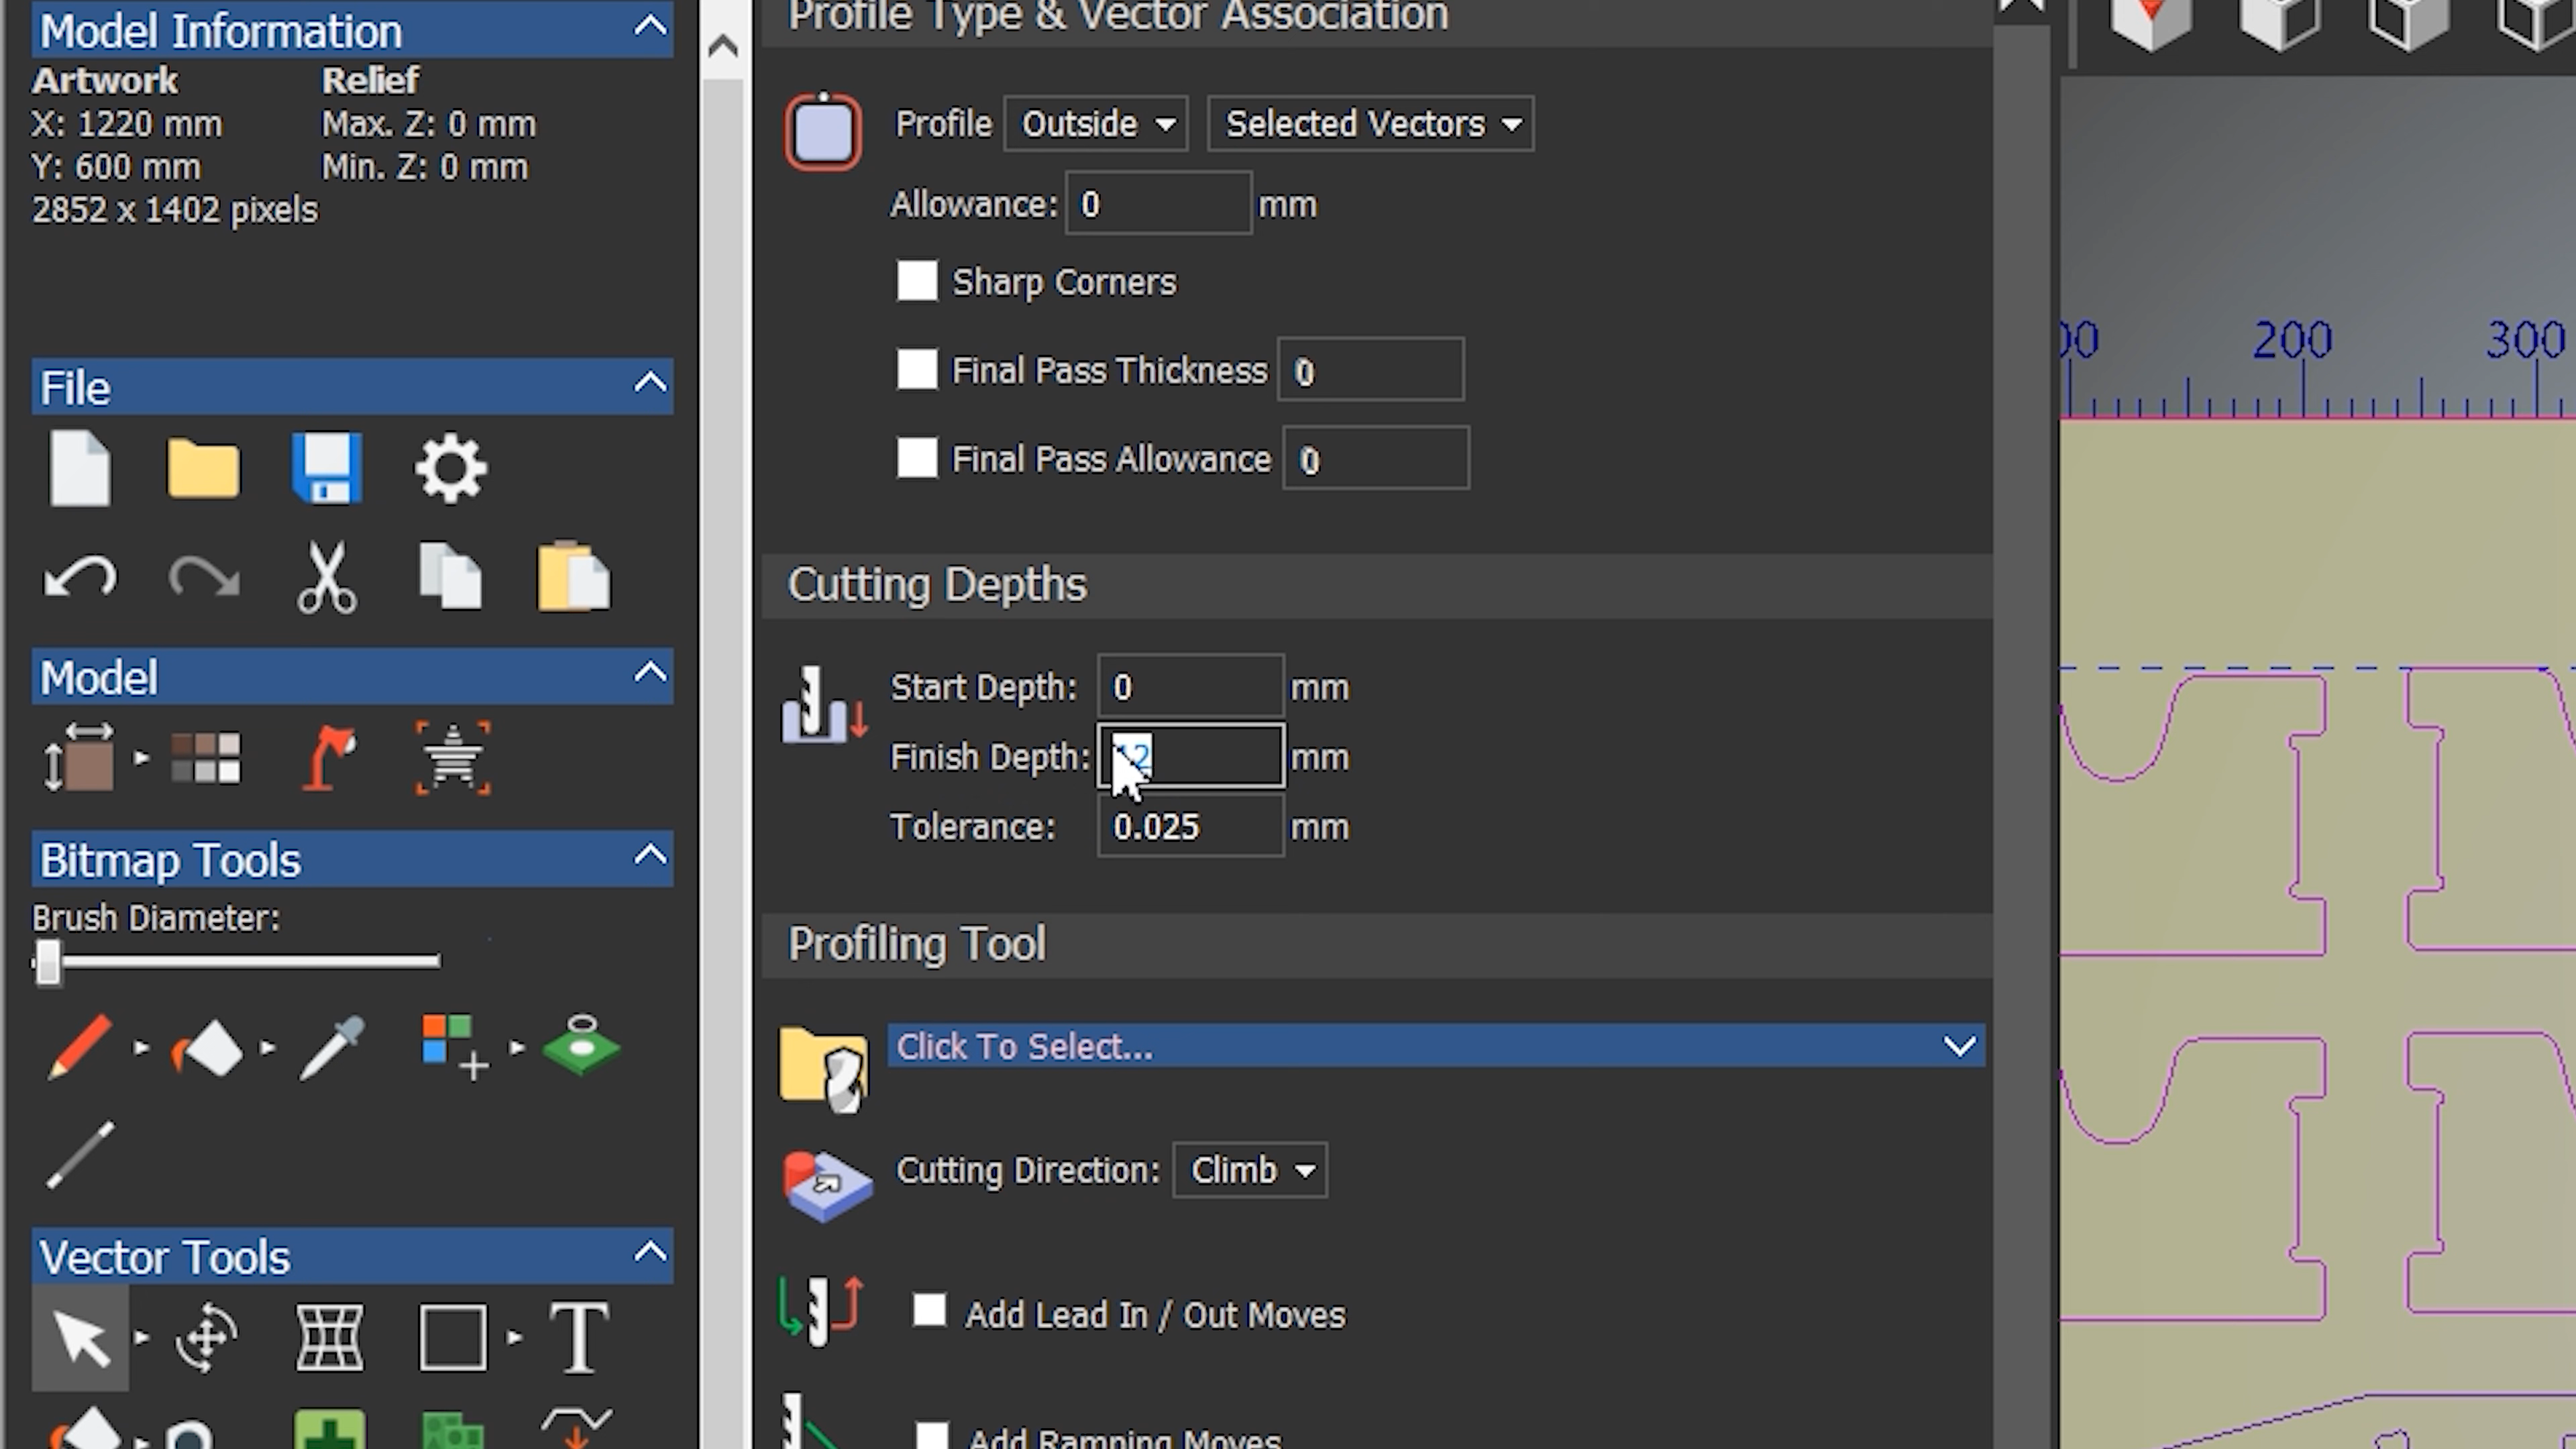 Model Information
Artwork Relief
X: 1220 mm Max. Z: 0 mm
Y: 600 mm Min. Z: 0 mm
2852 x 1402 pixels
File
Model
Bitmap Tools
Brush Diameter:
Vector Tools
T
Profile Type & Vector Association
Profile Outside Selected Vectors
Allowance: 0 mm
Sharp Corners
Final Pass Thickness 0
Final Pass Allowance 0
Cutting Depths
Start Depth: 0 mm
Finish Depth: mm
Tolerance: 0.025 mm
Profiling Tool
Click To Select...
Cutting Direction: Climb
Add Lead In / Out Moves
Add Ramping Moves
200 300